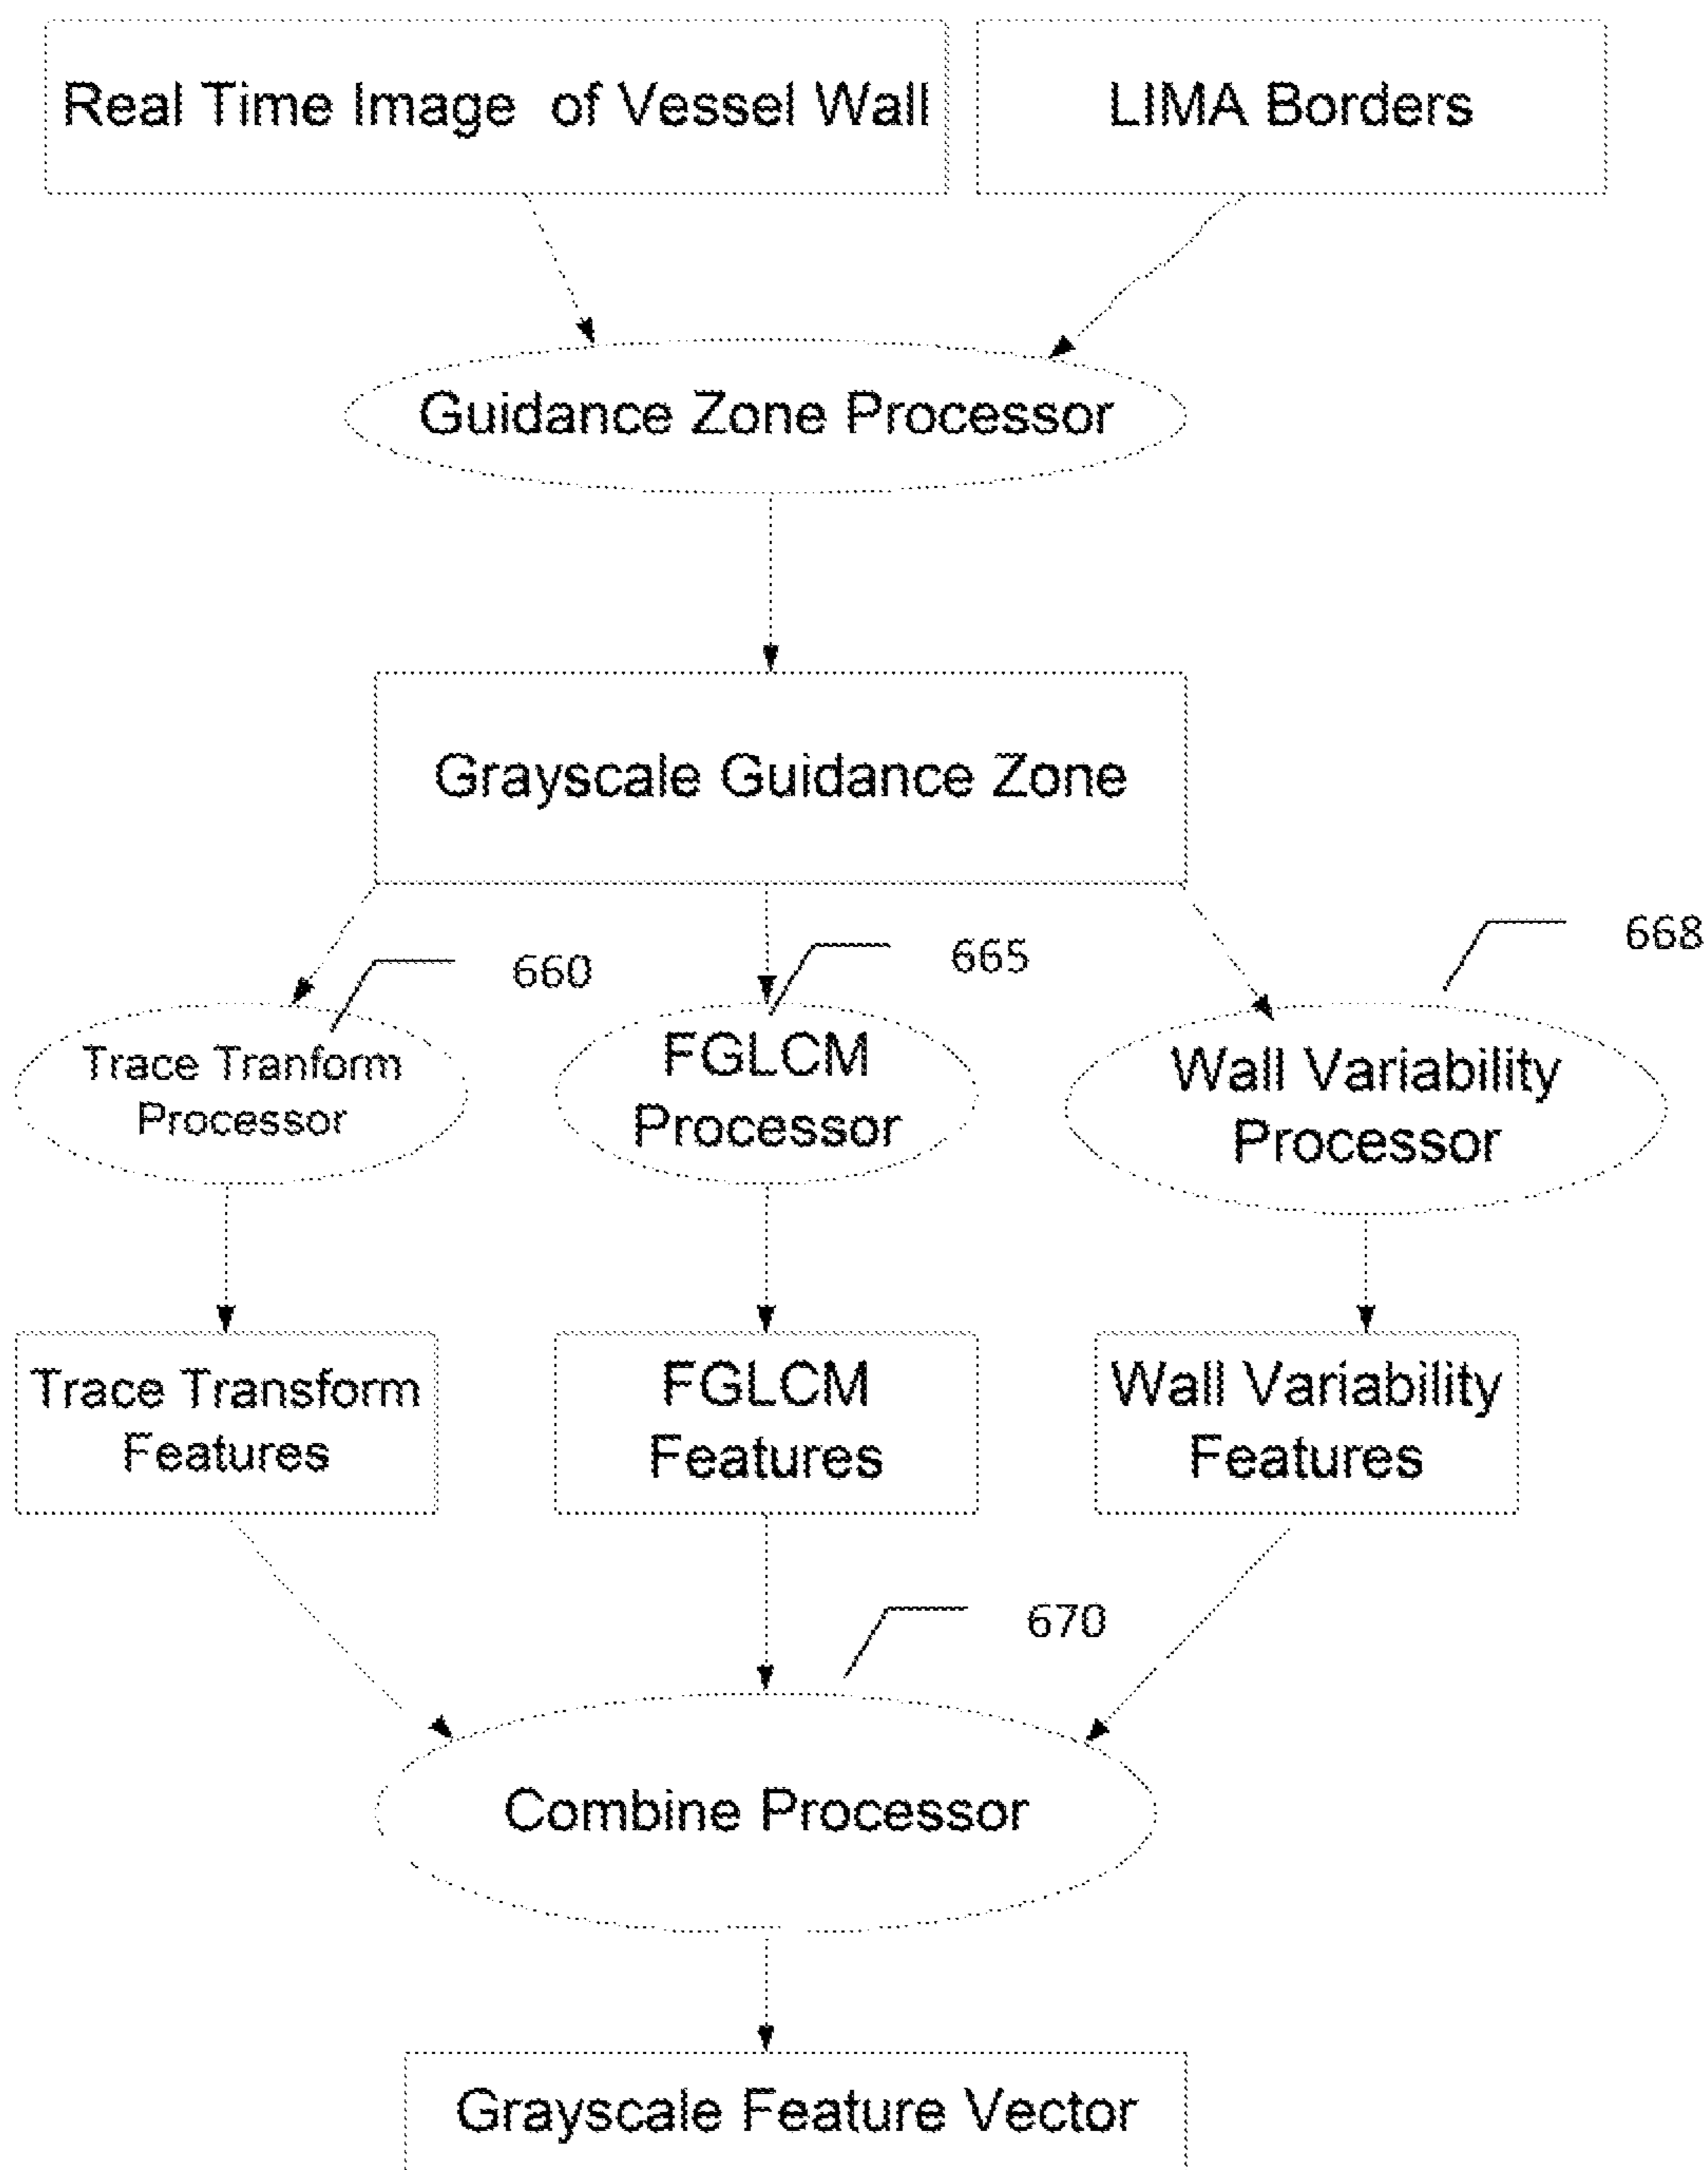 Real Time Image of Vessel Wall
LIMA Borders
Guidance Zone Processor
Grayscale Guidance Zone
660
665
668
Trace Tranform
Processor
FGLCM
Processor
Wall Variability
Processor
Trace Transform
Features
FGLCM
Features
Wall Variability
Features
670
Combine Processor
Grayscale Feature Vector